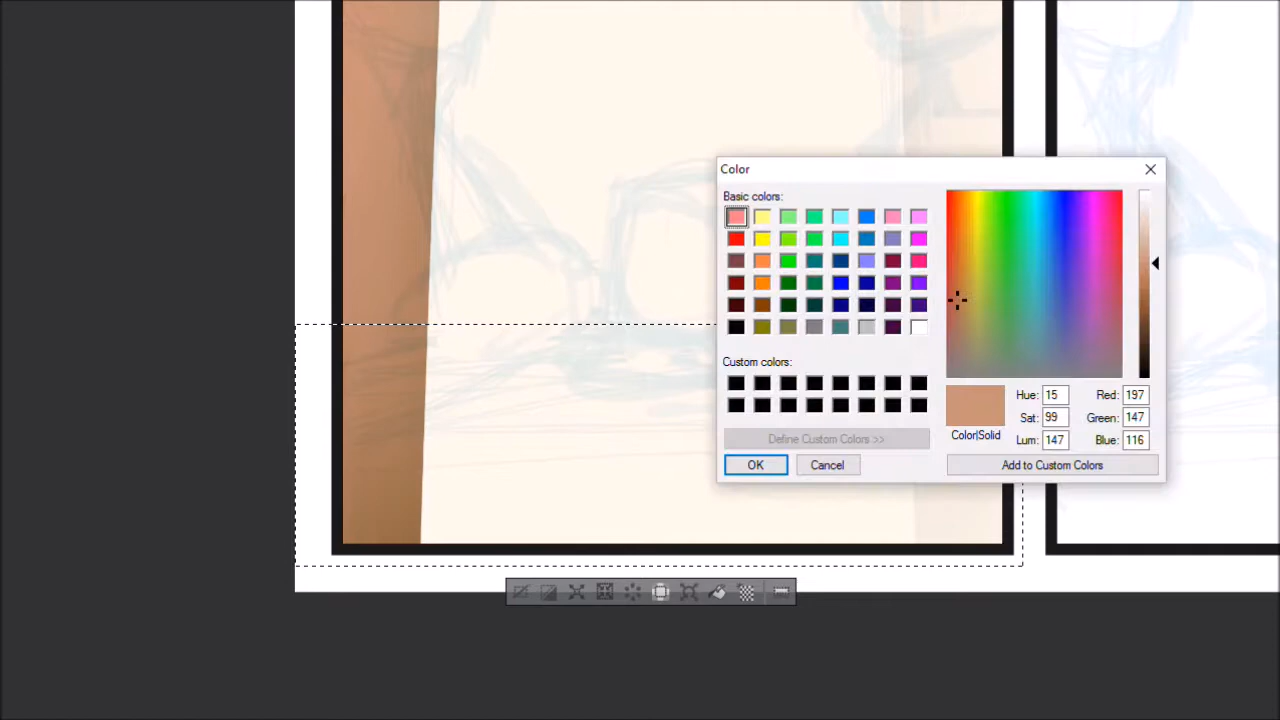 Color
Basic colors:
Custom colors:
Define Custom Colors >>
OK
Cancel
Hue: 15
Sat: 99
Lum: 147
Red: 197
Green: 147
Blue: 116
Color|Solid
Add to Custom Colors